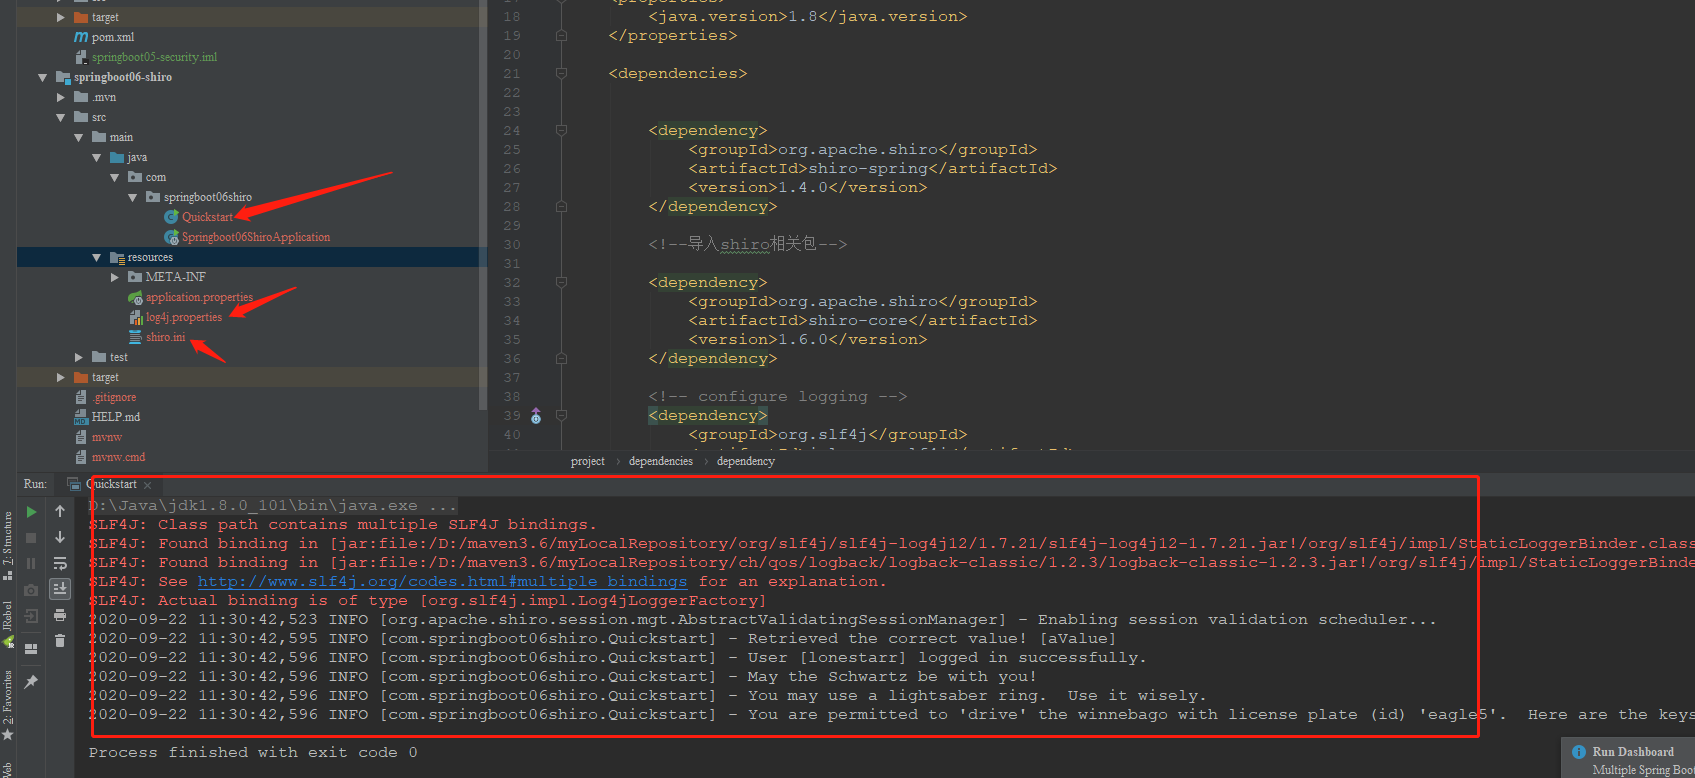 target
pom.xml
springboot05-security.iml
springboot06-shiro
.mvn
src
main
java
com
springboot06shiro
Quickstart
Springboot06ShiroApplication
resources
META-INF
application.properties
log4j.properties
shiro.ini
test
target
.gitignore
HELP.md
mvnw
mvnw.cmd
18 <java.version>1.8</java.version>
19 </properties>
20
21 <dependencies>
22
23
24 <dependency>
25 <groupId>org.apache.shiro</groupId>
26 <artifactId>shiro-spring</artifactId>
27 <version>1.4.0</version>
28 </dependency>
29
30 <!--导入shiro相关包-->
31
32 <dependency>
33 <groupId>org.apache.shiro</groupId>
34 <artifactId>shiro-core</artifactId>
35 <version>1.6.0</version>
36 </dependency>
37
38 <!-- configure logging -->
39 <dependency>
40 <groupId>org.slf4j</groupId>
project › dependencies › dependency
Run: Quickstart
D:\Java\jdk1.8.0_101\bin\java.exe ...
SLF4J: Class path contains multiple SLF4J bindings.
SLF4J: Found binding in [jar:file:/D:/maven3.6/myLocalRepository/org/slf4j/slf4j-log4j12/1.7.21/slf4j-log4j12-1.7.21.jar!/org/slf4j/impl/StaticLoggerBinder.class
SLF4J: Found binding in [jar:file:/D:/maven3.6/myLocalRepository/ch/qos/logback/logback-classic/1.2.3/logback-classic-1.2.3.jar!/org/slf4j/impl/StaticLoggerBinde
SLF4J: See http://www.slf4j.org/codes.html#multiple_bindings for an explanation.
SLF4J: Actual binding is of type [org.slf4j.impl.Log4jLoggerFactory]
2020-09-22 11:30:42,523 INFO [org.apache.shiro.session.mgt.AbstractValidatingSessionManager] - Enabling session validation scheduler...
2020-09-22 11:30:42,595 INFO [com.springboot06shiro.Quickstart] - Retrieved the correct value! [aValue]
2020-09-22 11:30:42,596 INFO [com.springboot06shiro.Quickstart] - User [lonestarr] logged in successfully.
2020-09-22 11:30:42,596 INFO [com.springboot06shiro.Quickstart] - May the Schwartz be with you!
2020-09-22 11:30:42,596 INFO [com.springboot06shiro.Quickstart] - You may use a lightsaber ring.  Use it wisely.
2020-09-22 11:30:42,596 INFO [com.springboot06shiro.Quickstart] - You are permitted to 'drive' the winnebago with license plate (id) 'eagle5'.  Here are the keys
Process finished with exit code 0
Z: Structure
JRebel
2: Favorites
Run Dashboard
Multiple Spring Boot